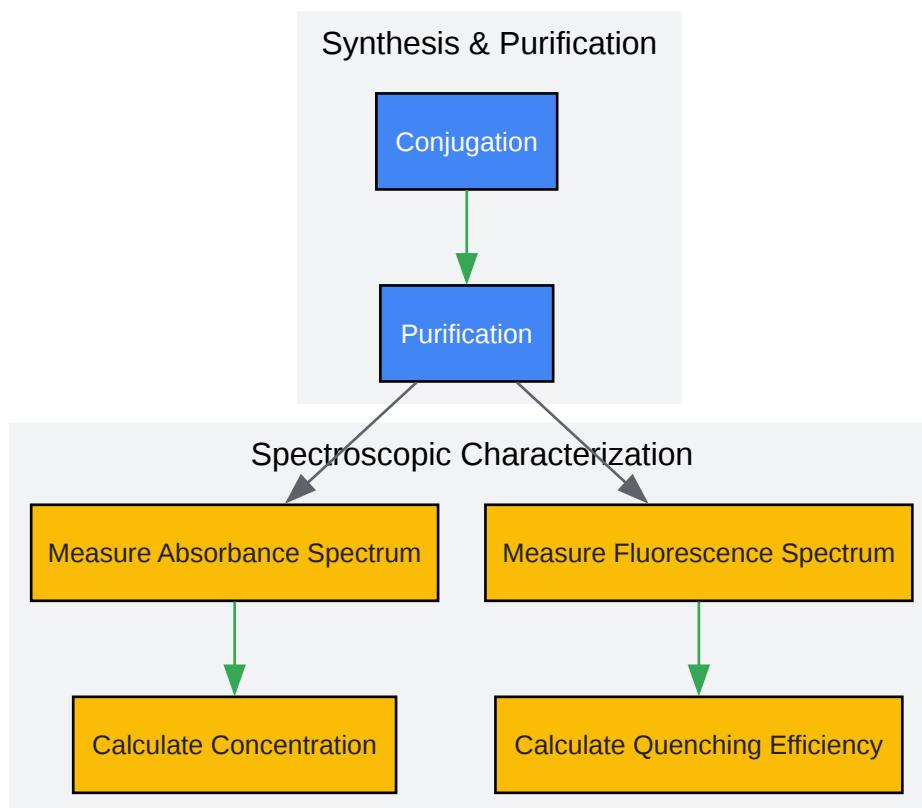 Synthesis & Purification
Conjugation
Purification
Spectroscopic Characterization
Measure Absorbance Spectrum
Measure Fluorescence Spectrum
Calculate Concentration
Calculate Quenching Efficiency